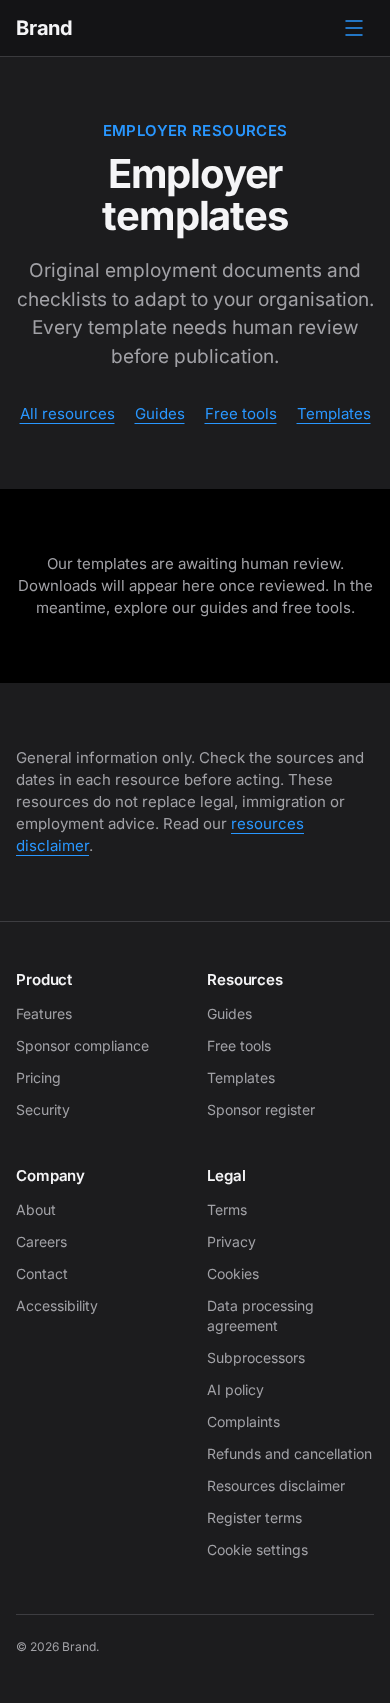 Brand
EMPLOYER RESOURCES
Employer
templates
Original employment documents and
checklists to adapt to your organisation.
Every template needs human review
before publication.
All resources Guides Free tools Templates
Our templates are awaiting human review.
Downloads will appear here once reviewed. In the
meantime, explore our guides and free tools.
General information only. Check the sources and
dates in each resource before acting. These
resources do not replace legal, immigration or
employment advice. Read our resources
disclaimer.
Product
Features
Sponsor compliance
Pricing
Security
Resources
Guides
Free tools
Templates
Sponsor register
Company
About
Careers
Contact
Accessibility
Legal
Terms
Privacy
Cookies
Data processing
agreement
Subprocessors
AI policy
Complaints
Refunds and cancellation
Resources disclaimer
Register terms
Cookie settings
© 2026 Brand.